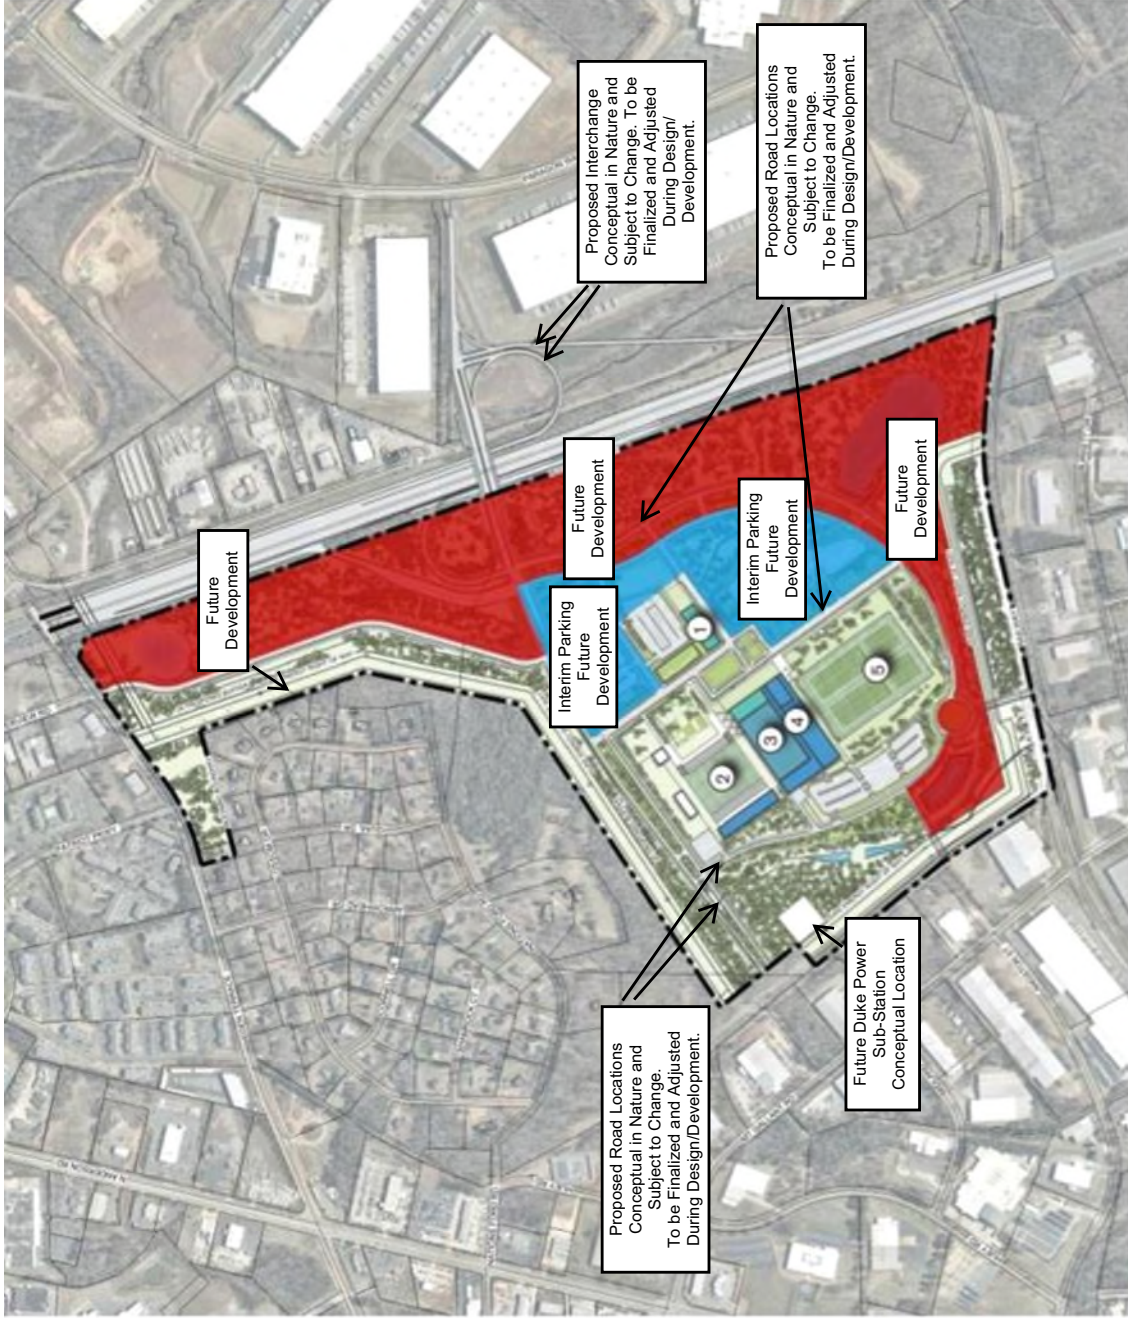 Proposed Interchange
Conceptual in Nature and
Subject to Change. To be
Finalized and Adjusted
During Design/
Development.
Proposed Road Locations
Conceptual in Nature and
Subject to Change.
To be Finalized and Adjusted
During Design/Development.
Future
Development
Future
Development
Interim Parking
Future
Development
Interim Parking
Future
Development
Future
Development
1
2
3
4
5
Proposed Road Locations
Conceptual in Nature and
Subject to Change.
To be Finalized and Adjusted
During Design/Development.
Future Duke Power
Sub-Station
Conceptual Location
N ANDERSON RD